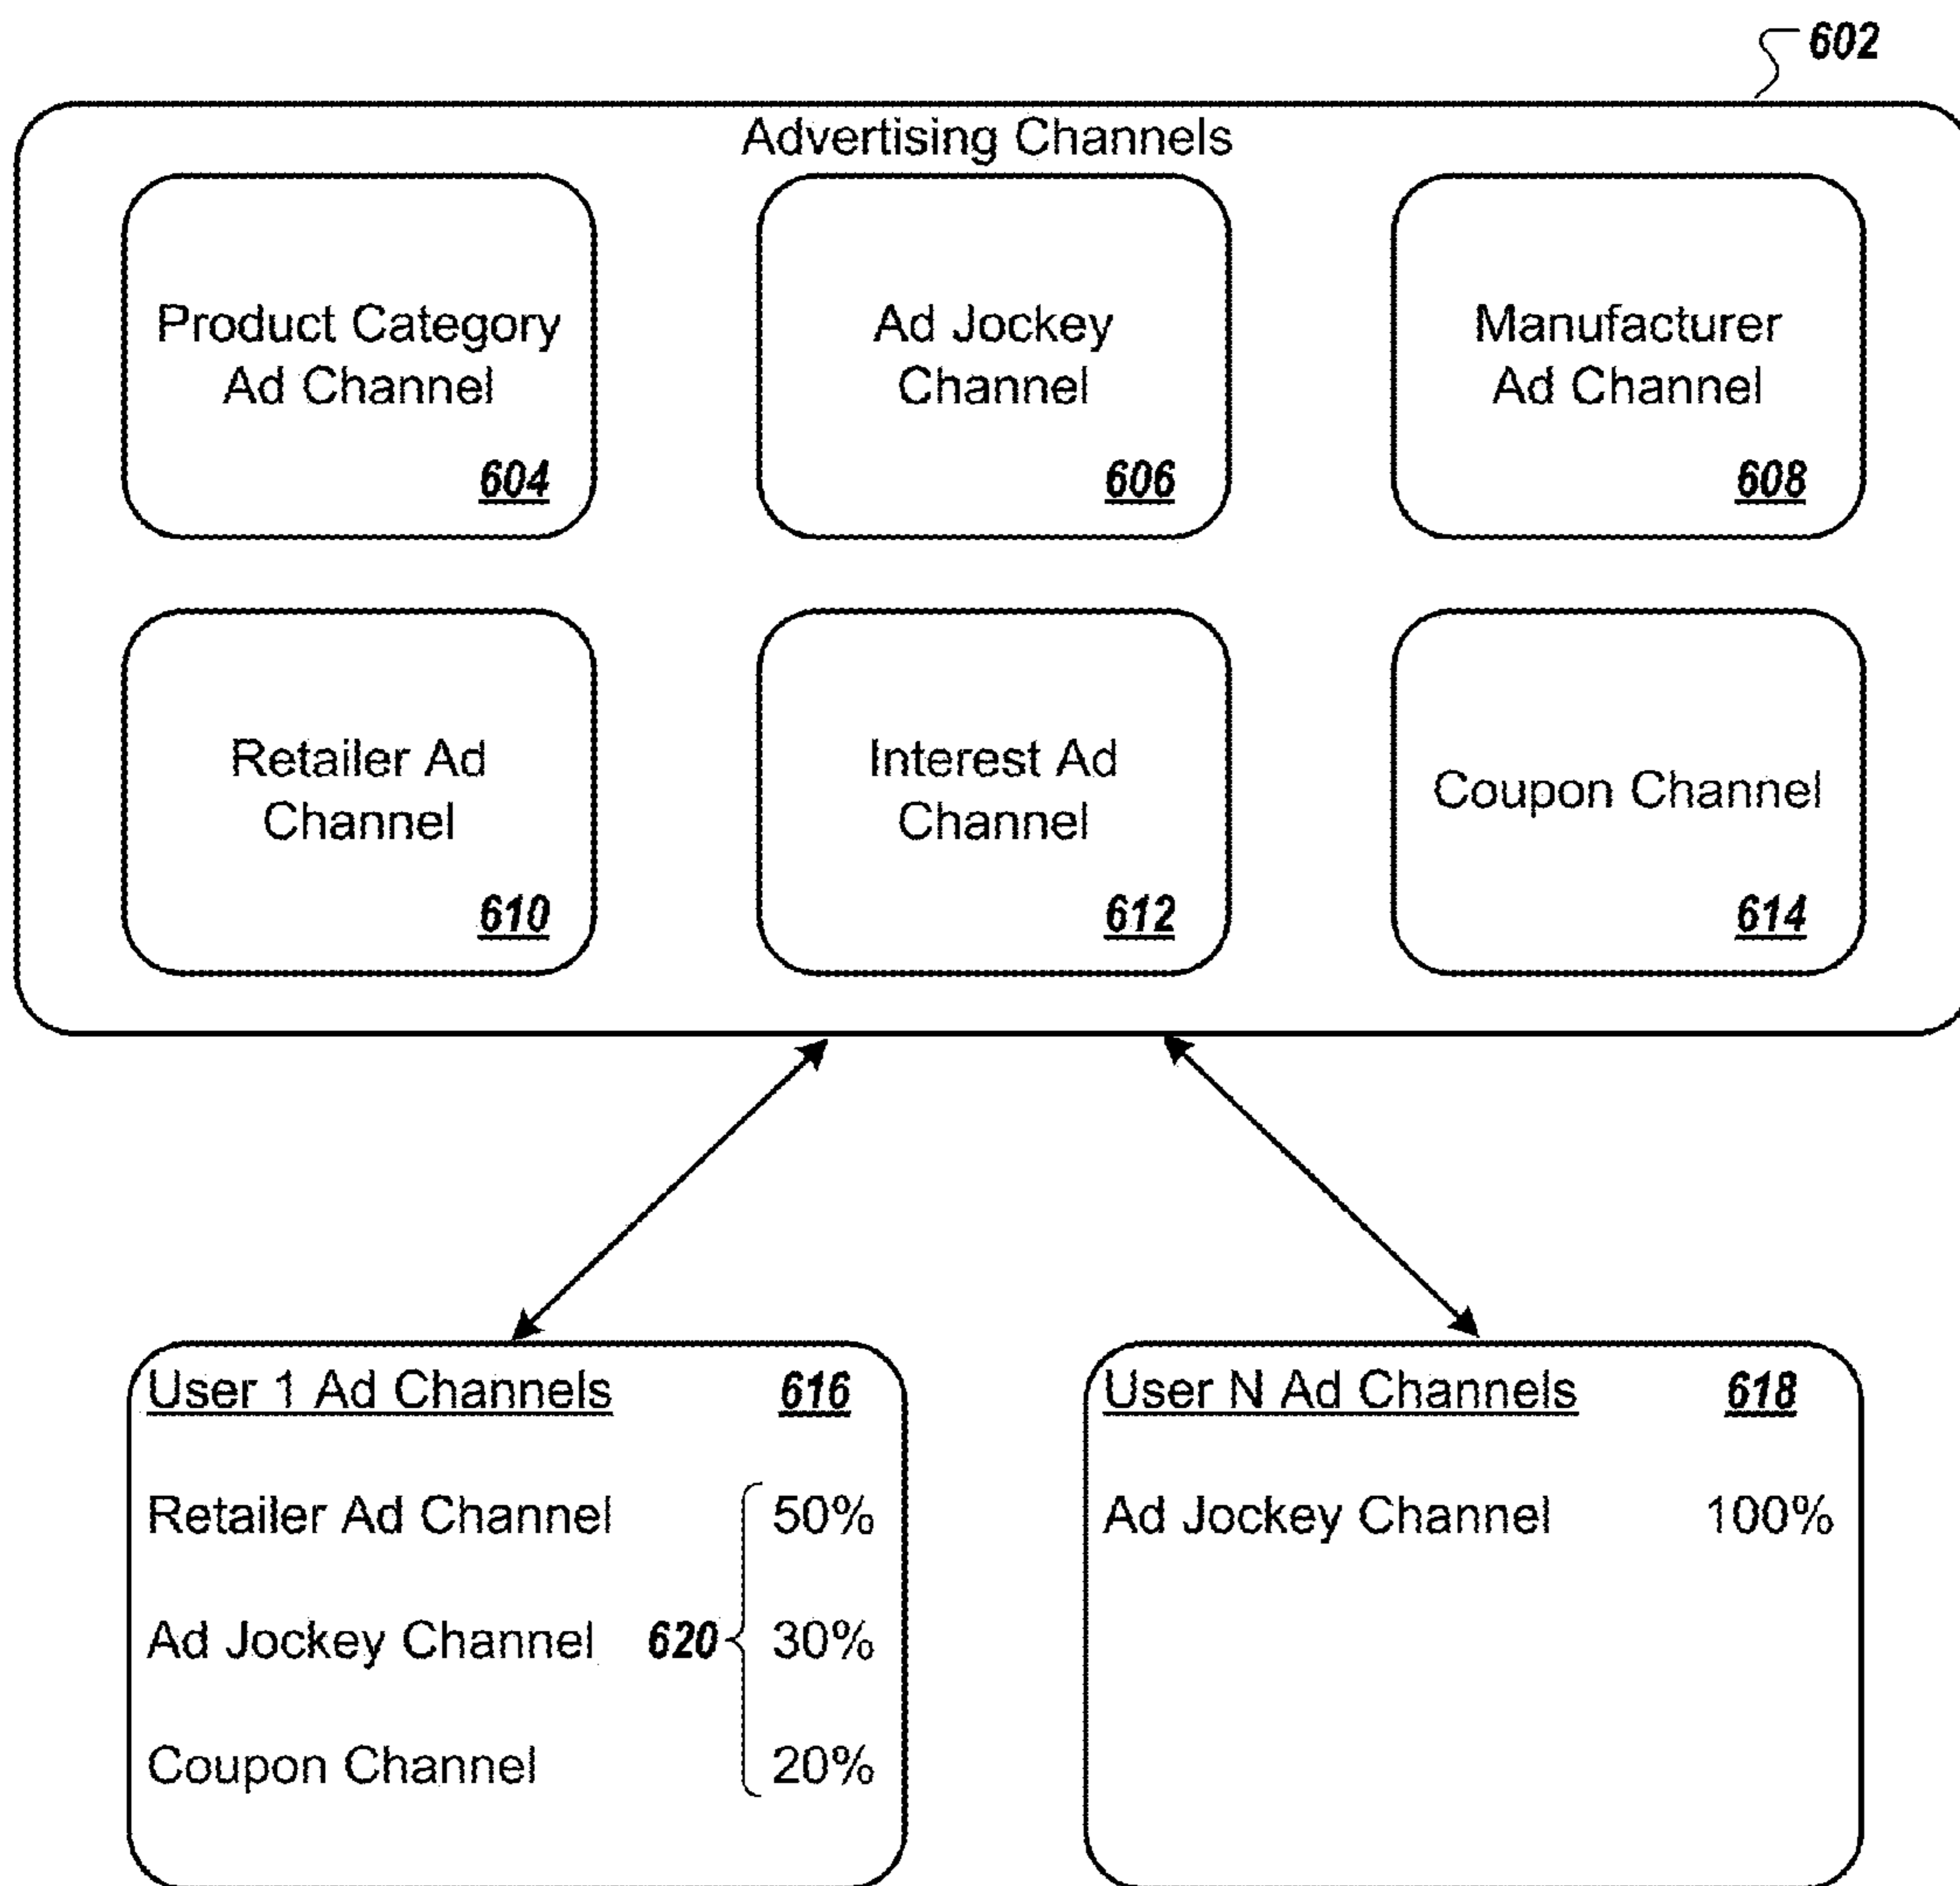 602
Advertising Channels
Product Category
Ad Channel
604
Ad Jockey
Channel
606
Manufacturer
Ad Channel
608
Retailer Ad
Channel
610
Interest Ad
Channel
612
Coupon Channel
614
User 1 Ad Channels 616
Retailer Ad Channel 50%
Ad Jockey Channel 620 30%
Coupon Channel 20%
User N Ad Channels 618
Ad Jockey Channel 100%